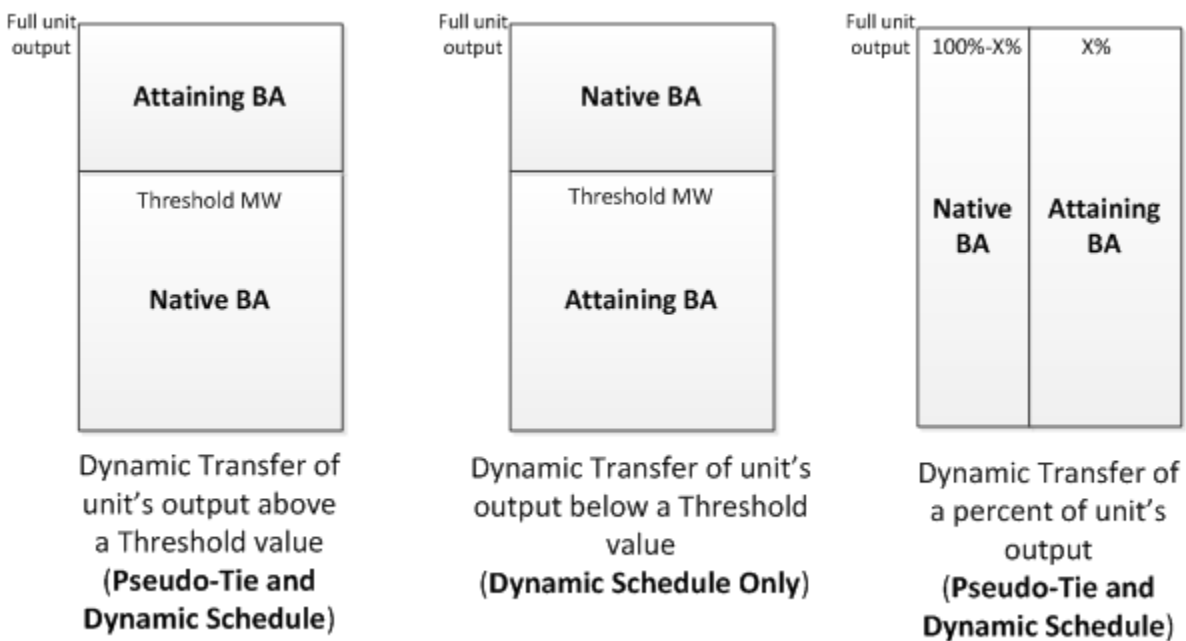 Full unit
output
Attaining BA
Threshold MW
Native BA
Dynamic Transfer of
unit's output above
a Threshold value
(Pseudo-Tie and
Dynamic Schedule)
Full unit
output
Native BA
Threshold MW
Attaining BA
Dynamic Transfer of unit's
output below a Threshold
value
(Dynamic Schedule Only)
Full unit
output
100%-X%
X%
Native
BA
Attaining
BA
Dynamic Transfer of
a percent of unit's
output
(Pseudo-Tie and
Dynamic Schedule)